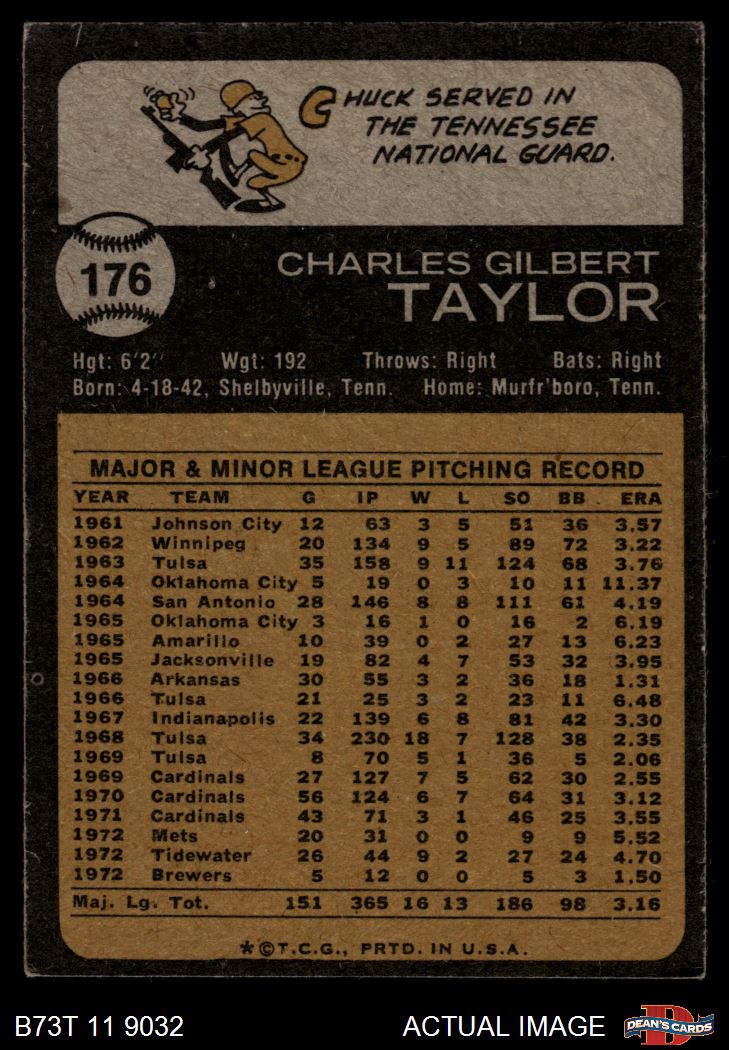 CHUCK SERVED IN
THE TENNESSEE
NATIONAL GUARD.
176
CHARLES GILBERT
TAYLOR
Hgt: 6'2" Wgt: 192 Throws: Right Bats: Right
Born: 4-18-42, Shelbyville, Tenn. Home: Murfr'boro, Tenn.
MAJOR & MINOR LEAGUE PITCHING RECORD
YEAR TEAM G IP W L SO BB ERA
1961 Johnson City 12 63 3 5 51 36 3.57
1962 Winnipeg 20 134 9 5 89 72 3.22
1963 Tulsa 35 158 9 11 124 68 3.76
1964 Oklahoma City 5 19 0 3 10 11 11.37
1964 San Antonio 28 146 8 8 111 61 4.19
1965 Oklahoma City 3 16 1 0 16 2 6.19
1965 Amarillo 10 39 0 2 27 13 6.23
1965 Jacksonville 19 82 4 7 53 32 3.95
1966 Arkansas 30 55 3 2 36 18 1.31
1966 Tulsa 21 25 3 2 23 11 6.48
1967 Indianapolis 22 139 6 8 81 42 3.30
1968 Tulsa 34 230 18 7 128 38 2.35
1969 Tulsa 8 70 5 1 36 5 2.06
1969 Cardinals 27 127 7 5 62 30 2.55
1970 Cardinals 56 124 6 7 64 31 3.12
1971 Cardinals 43 71 3 1 46 25 3.55
1972 Mets 20 31 0 0 9 9 5.52
1972 Tidewater 26 44 9 2 27 24 4.70
1972 Brewers 5 12 0 0 5 3 1.50
Maj. Lg. Tot. 151 365 16 13 186 98 3.16
*©T.C.G., PRTD. IN U.S.A.
B73T 11 9032 ACTUAL IMAGE DEAN'S CARDS